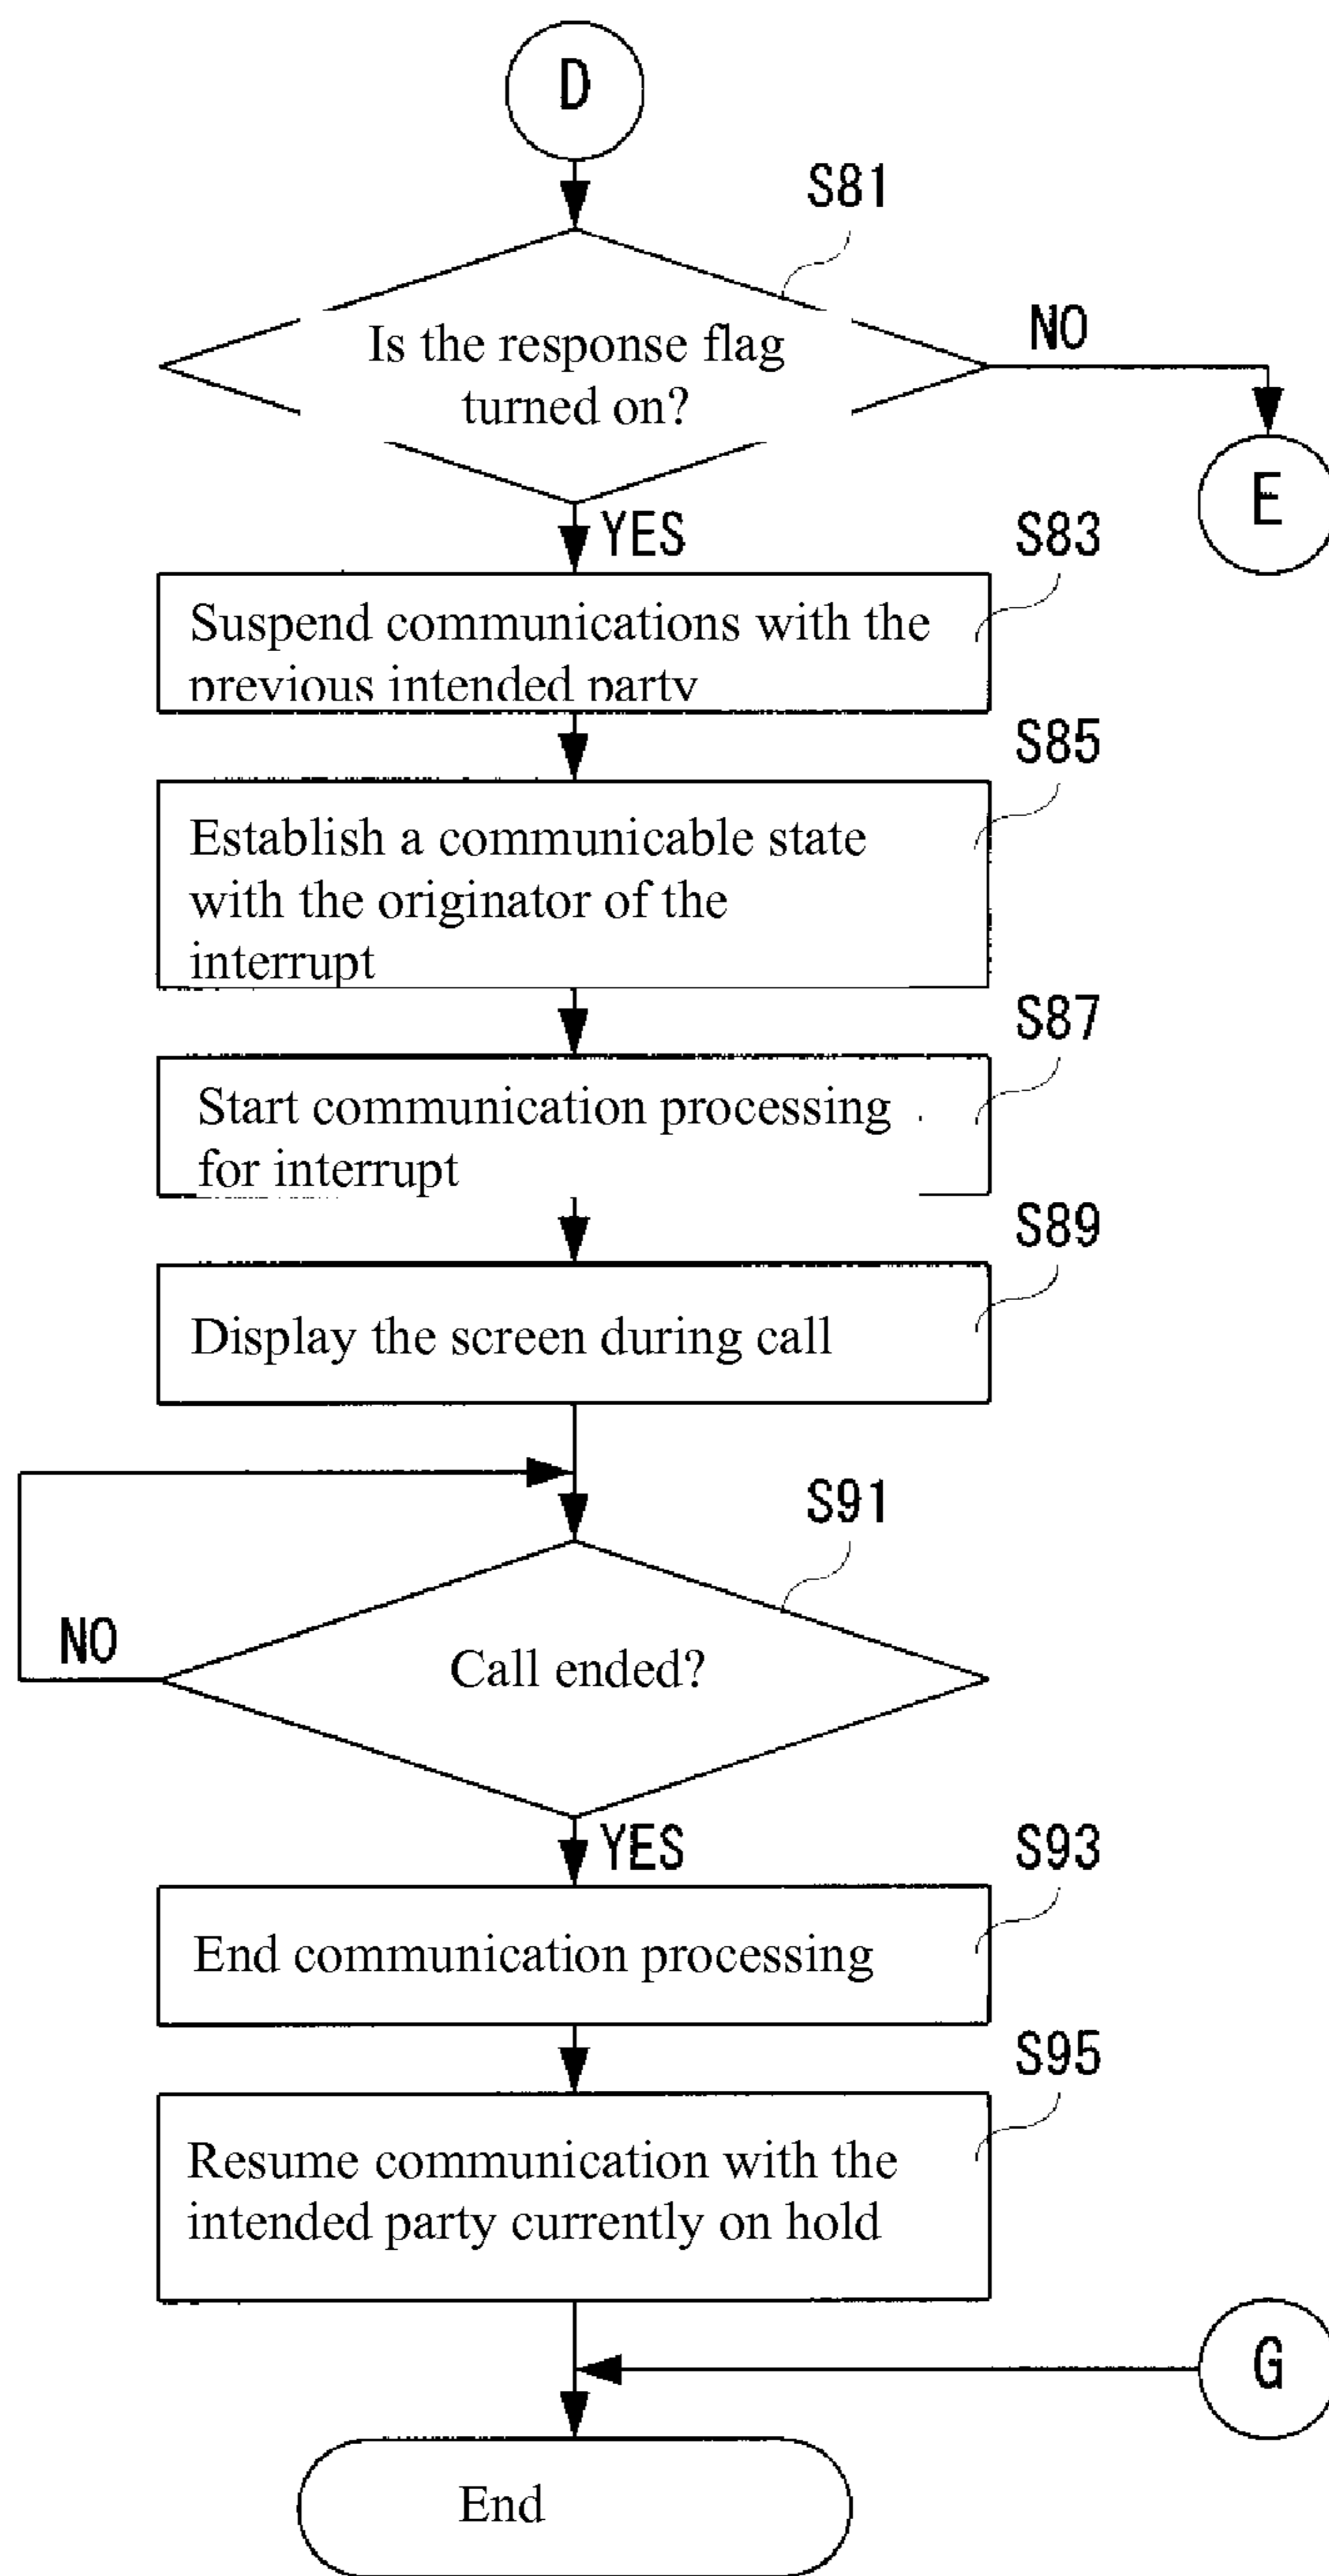 D
S81
Is the response flag
turned on?
NO
E
YES
S83
Suspend communications with the
previous intended party
S85
Establish a communicable state
with the originator of the
interrupt
S87
Start communication processing
for interrupt
S89
Display the screen during call
S91
NO
Call ended?
YES
S93
End communication processing
S95
Resume communication with the
intended party currently on hold
G
End